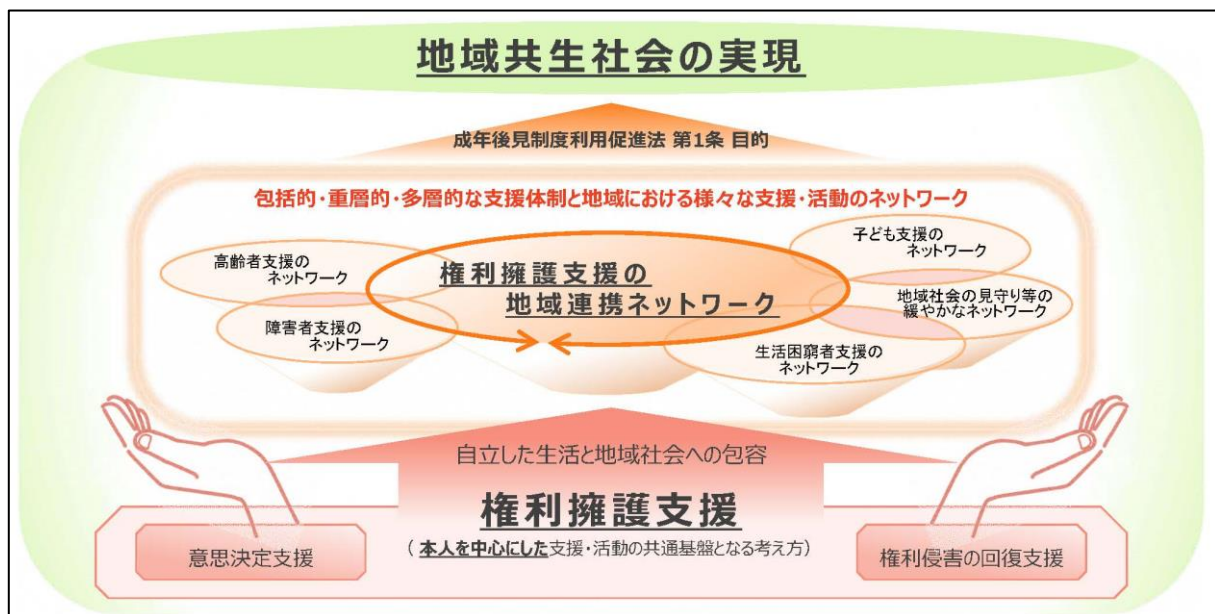 地域共生社会の実現
成年後見制度利用促進法 第1条 目的
包括的・重層的・多層的な支援体制と地域における様々な支援・活動のネットワーク
高齢者支援の
ネットワーク
障害者支援の
ネットワーク
権利擁護支援の
地域連携ネットワーク
子ども支援の
ネットワーク
地域社会の見守り等の
緩やかなネットワーク
生活困窮者支援の
ネットワーク
自立した生活と地域社会への包容
権利擁護支援
（本人を中心にした支援・活動の共通基盤となる考え方）
意思決定支援
権利侵害の回復支援